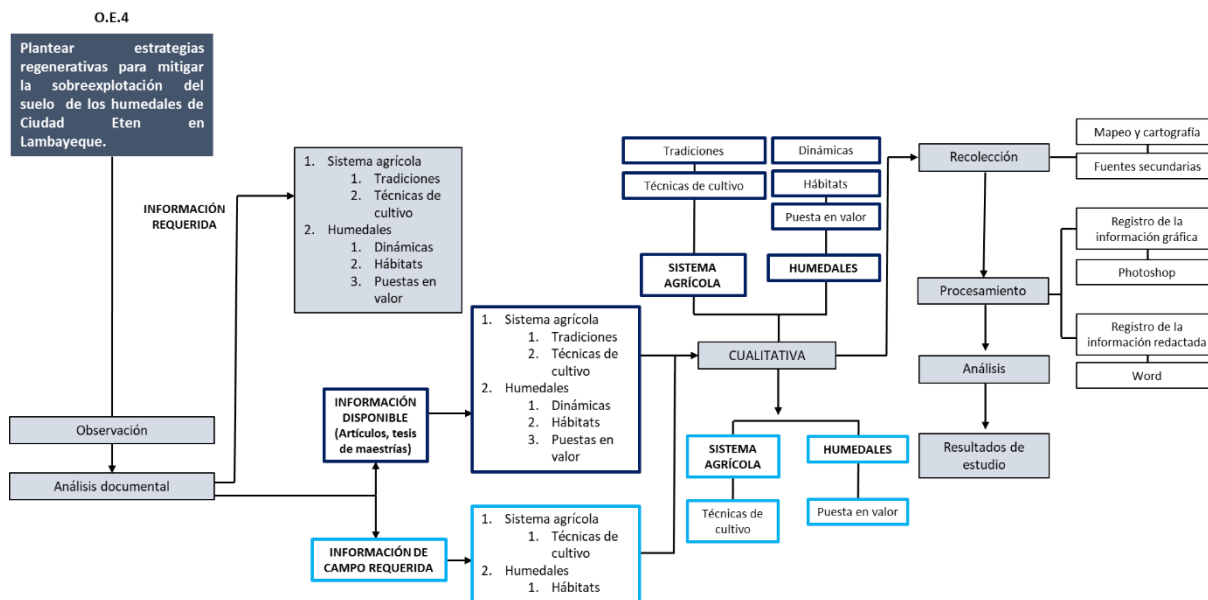 O.E.4
Plantear estrategias
regenerativas para mitigar
la sobreexplotación del
suelo de los humedales de
Ciudad Eten en
Lambayeque.
INFORMACIÓN
REQUERIDA
1. Sistema agrícola
1. Tradiciones
2. Técnicas de
cultivo
2. Humedales
1. Dinámicas
2. Hábitats
3. Puestas en
valor
Observación
Análisis documental
INFORMACIÓN
DISPONIBLE
(Artículos, tesis
de maestrías)
INFORMACIÓN DE
CAMPO REQUERIDA
1. Sistema agrícola
1. Tradiciones
2. Técnicas de
cultivo
2. Humedales
1. Dinámicas
2. Hábitats
3. Puestas en
valor
1. Sistema agrícola
1. Técnicas de
cultivo
2. Humedales
1. Hábitats
Tradiciones
Técnicas de cultivo
SISTEMA
AGRÍCOLA
Dinámicas
Hábitats
Puesta en valor
HUMEDALES
CUALITATIVA
SISTEMA
AGRÍCOLA
Técnicas de
cultivo
HUMEDALES
Puesta en valor
Recolección
Mapeo y cartografía
Fuentes secundarias
Procesamiento
Registro de la
información gráfica
Photoshop
Registro de la
información redactada
Word
Análisis
Resultados de
estudio